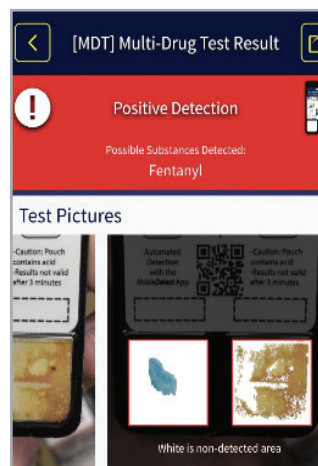 [MDT] Multi-Drug Test Result
!
Positive Detection
Possible Substances Detected:
Fentanyl
Test Pictures
-Caution: Pouch
contains acid
-Results not valid
after 3 minutes
Automated
Detection
with the
MobileDetect App
-Caution: Pouch
contains acid
-Results not valid
after 3 minutes
White is non-detected area